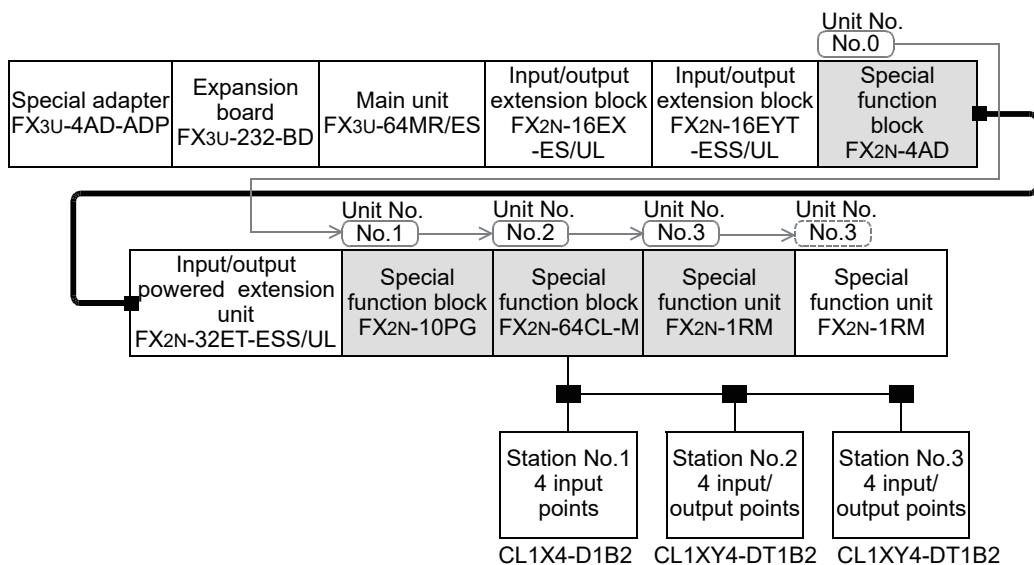 Unit No.
No.0
Special adapter
FX3U-4AD-ADP
Expansion
board
FX3U-232-BD
Main unit
FX3U-64MR/ES
Input/output
extension block
FX2N-16EX
-ES/UL
Input/output
extension block
FX2N-16EYT
-ESS/UL
Special
function
block
FX2N-4AD
Unit No.
No.1
Unit No.
No.2
Unit No.
No.3
Unit No.
No.3
Input/output
powered extension
unit
FX2N-32ET-ESS/UL
Special
function block
FX2N-10PG
Special
function block
FX2N-64CL-M
Special
function unit
FX2N-1RM
Special
function unit
FX2N-1RM
Station No.1
4 input
points
Station No.2
4 input/
output points
Station No.3
4 input/
output points
CL1X4-D1B2
CL1XY4-DT1B2
CL1XY4-DT1B2